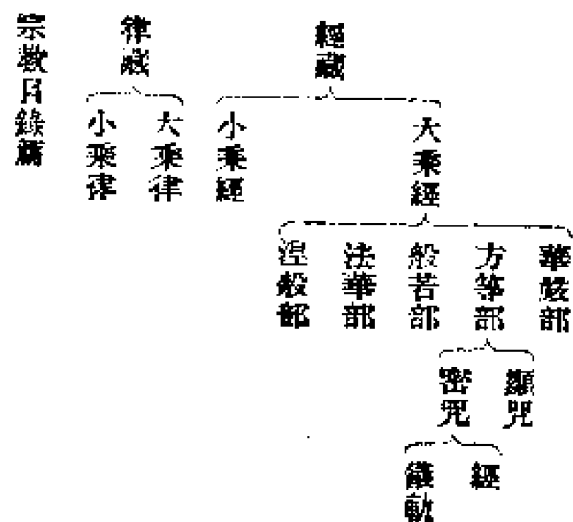 經藏
大乘經
華嚴部
方等部
顯咒
密咒
經
儀軌
般若部
法華部
涅槃部
小乘經
律藏
大乘律
小乘律
宗教目錄篇